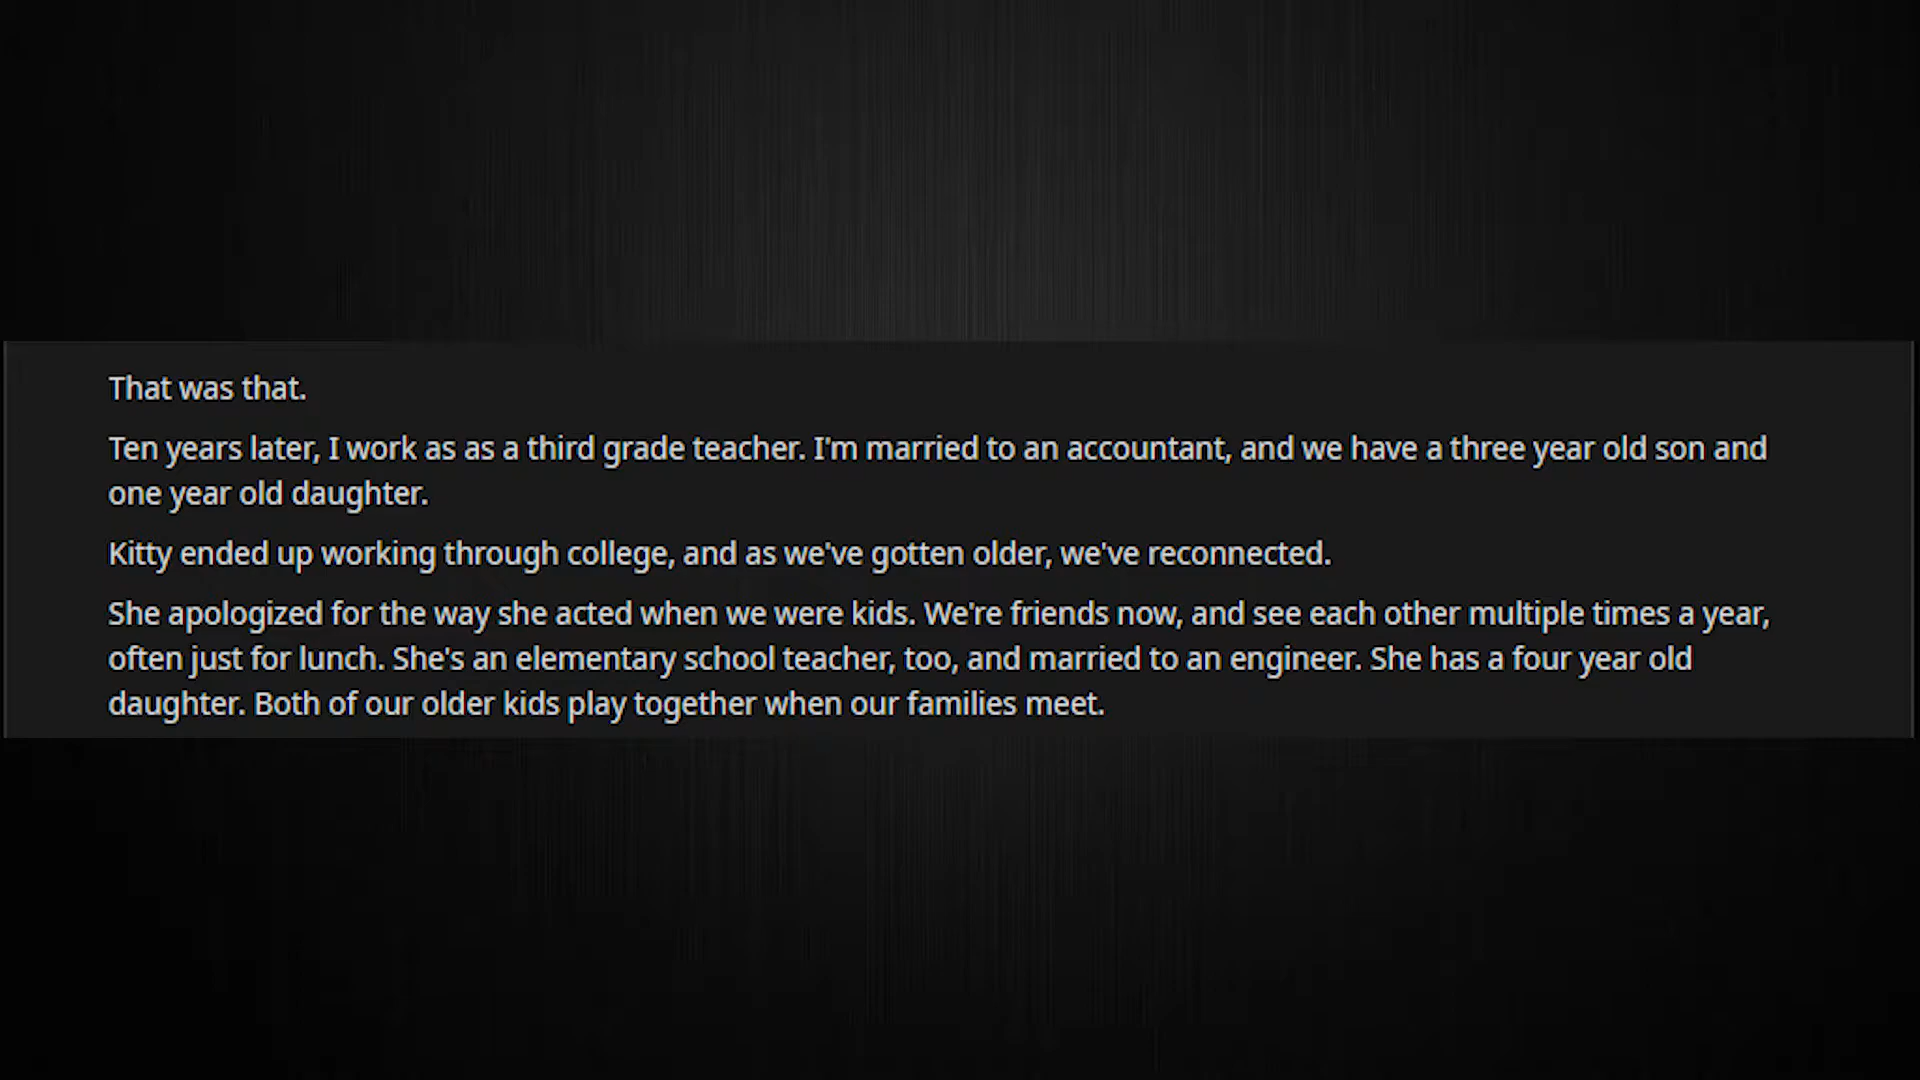 That was that.
Ten years later, I work as as a third grade teacher. I'm married to an accountant, and we have a three year old son and
one year old daughter.
Kitty ended up working through college, and as we've gotten older, we've reconnected.
She apologized for the way she acted when we were kids. We're friends now, and see each other multiple times a year,
often just for lunch. She's an elementary school teacher, too, and married to an engineer. She has a four year old
daughter. Both of our older kids play together when our families meet.